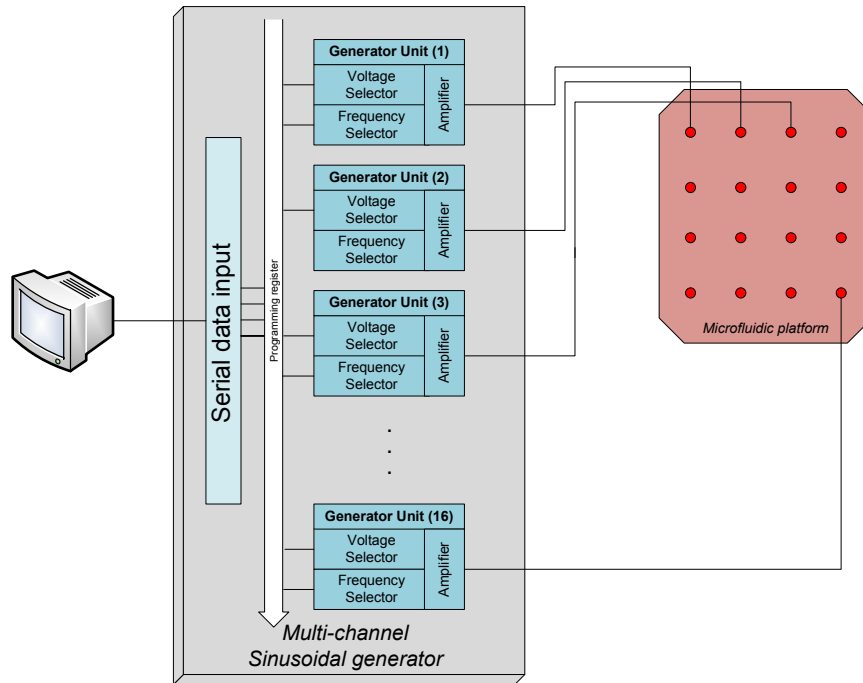 Generator Unit (1)
Voltage
Selector
Frequency
Selector
Amplifier
Generator Unit (2)
Voltage
Selector
Frequency
Selector
Amplifier
Generator Unit (3)
Voltage
Selector
Frequency
Selector
Amplifier
.
.
.
Generator Unit (16)
Voltage
Selector
Frequency
Selector
Amplifier
Serial data input
Programming register
Multi-channel
Sinusoidal generator
Microfluidic platform